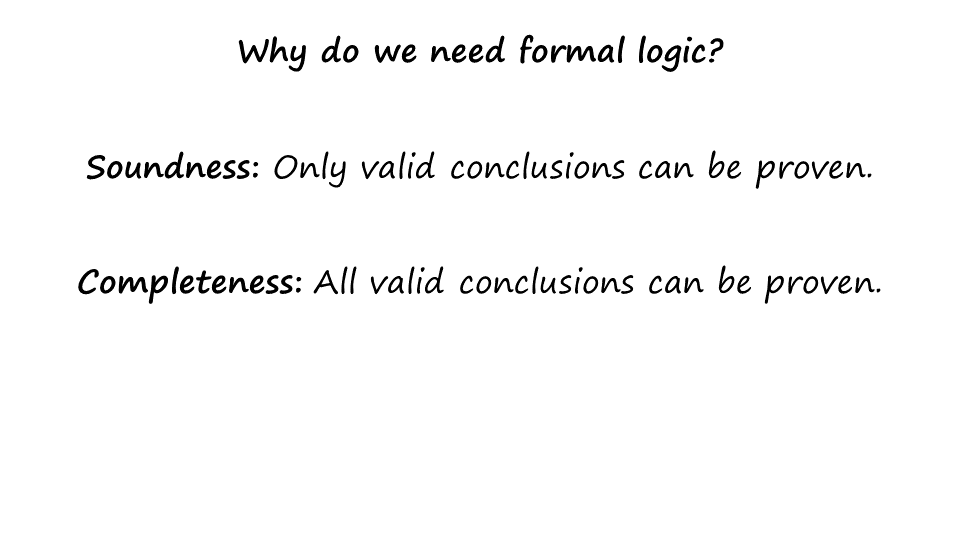 Why do we need formal logic?
Soundness: Only valid conclusions can be proven.
Completeness: All valid conclusions can be proven.